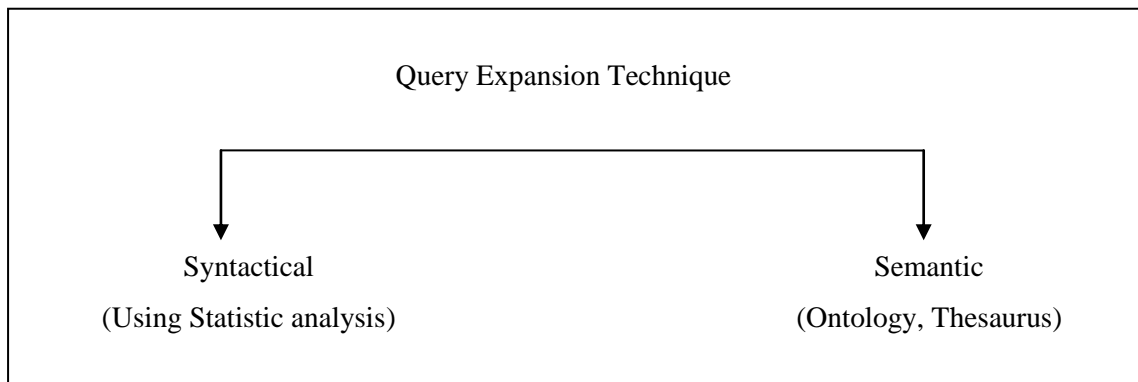 Query Expansion Technique
Syntactical
(Using Statistic analysis)
Semantic
(Ontology, Thesaurus)